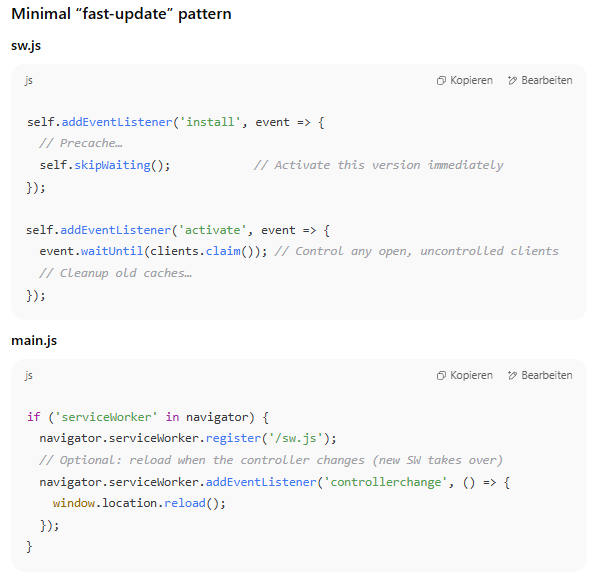 Minimal “fast-update” pattern
sw.js
js
Kopieren
Bearbeiten
self.addEventListener('install', event => {
  // Precache…
  self.skipWaiting();            // Activate this version immediately
});
self.addEventListener('activate', event => {
  event.waitUntil(clients.claim()); // Control any open, uncontrolled clients
  // Cleanup old caches…
});
main.js
js
Kopieren
Bearbeiten
if ('serviceWorker' in navigator) {
  navigator.serviceWorker.register('/sw.js');
  // Optional: reload when the controller changes (new SW takes over)
  navigator.serviceWorker.addEventListener('controllerchange', () => {
    window.location.reload();
  });
}